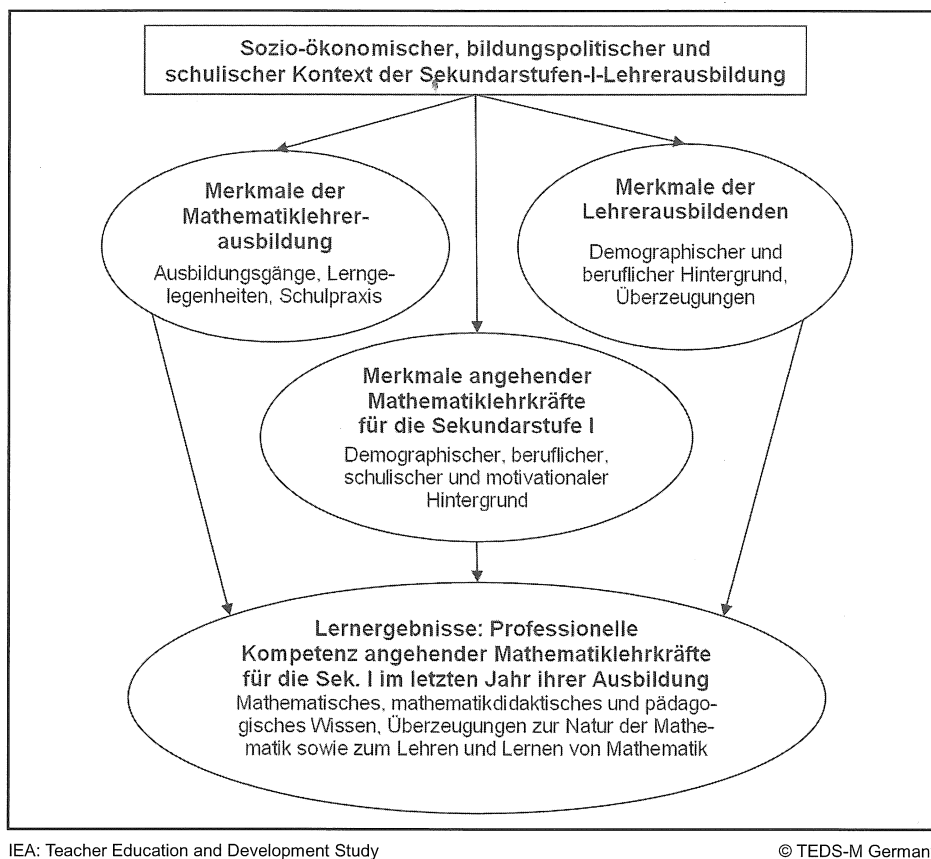 Sozio-ökonomischer, bildungspolitischer und
schulischer Kontext der Sekundarstufen-I-Lehrerausbildung
Merkmale der
Mathematiklehrer-
ausbildung
Ausbildungsgänge, Lernge-
legenheiten, Schulpraxis
Merkmale der
Lehrerausbildenden
Demographischer und
beruflicher Hintergrund,
Überzeugungen
Merkmale angehender
Mathematiklehrkräfte
für die Sekundarstufe I
Demographischer, beruflicher,
schulischer und motivationaler
Hintergrund
Lernergebnisse: Professionelle
Kompetenz angehender Mathematiklehrkräfte
für die Sek. I im letzten Jahr ihrer Ausbildung
Mathematisches, mathematikdidaktisches und pädago-
gisches Wissen, Überzeugungen zur Natur der Mathe-
matik sowie zum Lehren und Lernen von Mathematik
IEA: Teacher Education and Development Study
© TEDS-M German